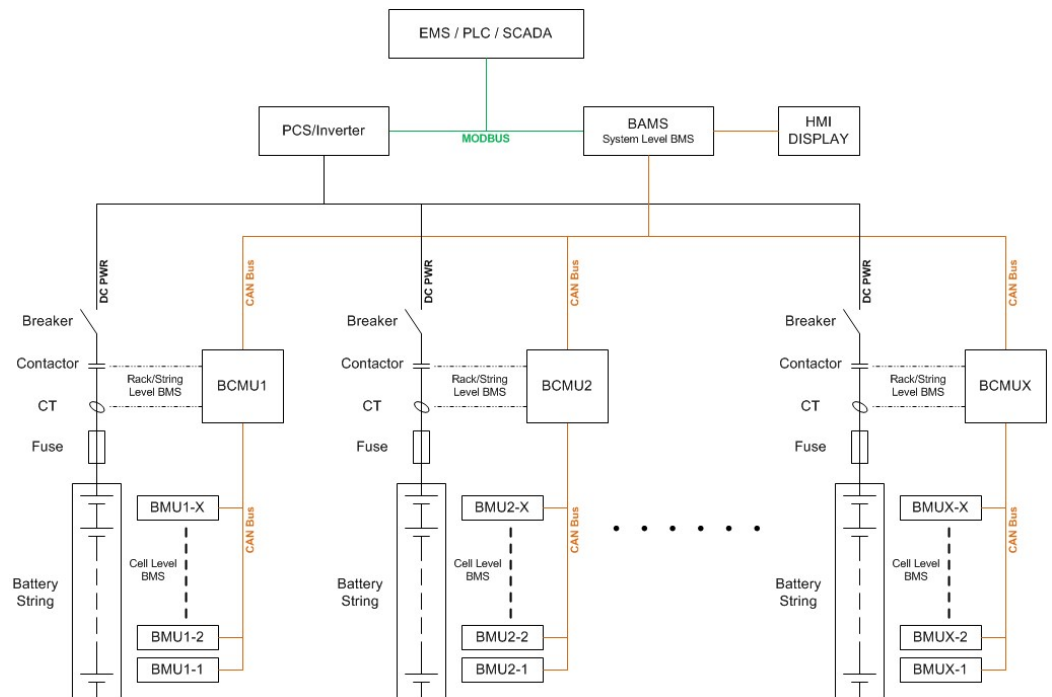 EMS / PLC / SCADA
PCS/Inverter
MODBUS
BAMS
System Level BMS
HMI
DISPLAY
DC PWR
CAN Bus
DC PWR
CAN Bus
DC PWR
CAN Bus
Breaker
Breaker
Breaker
Contactor
BCMU1
Contactor
BCMU2
Contactor
BCMUX
Rack/String
Level BMS
Rack/String
Level BMS
Rack/String
Level BMS
CT
CT
CT
Fuse
Fuse
Fuse
BMU1-X
CAN Bus
BMU2-X
CAN Bus
BMUX-X
CAN Bus
Cell Level
BMS
Cell Level
BMS
Cell Level
BMS
Battery
String
Battery
String
Battery
String
BMU1-2
BMU2-2
BMUX-2
BMU1-1
BMU2-1
BMUX-1